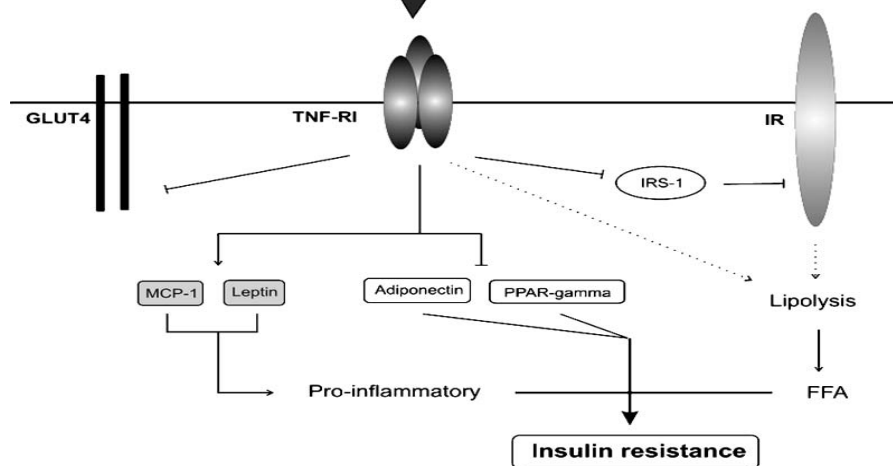 GLUT4
TNF-RI
IR
IRS-1
MCP-1
Leptin
Adiponectin
PPAR-gamma
Lipolysis
Pro-inflammatory
FFA
Insulin resistance